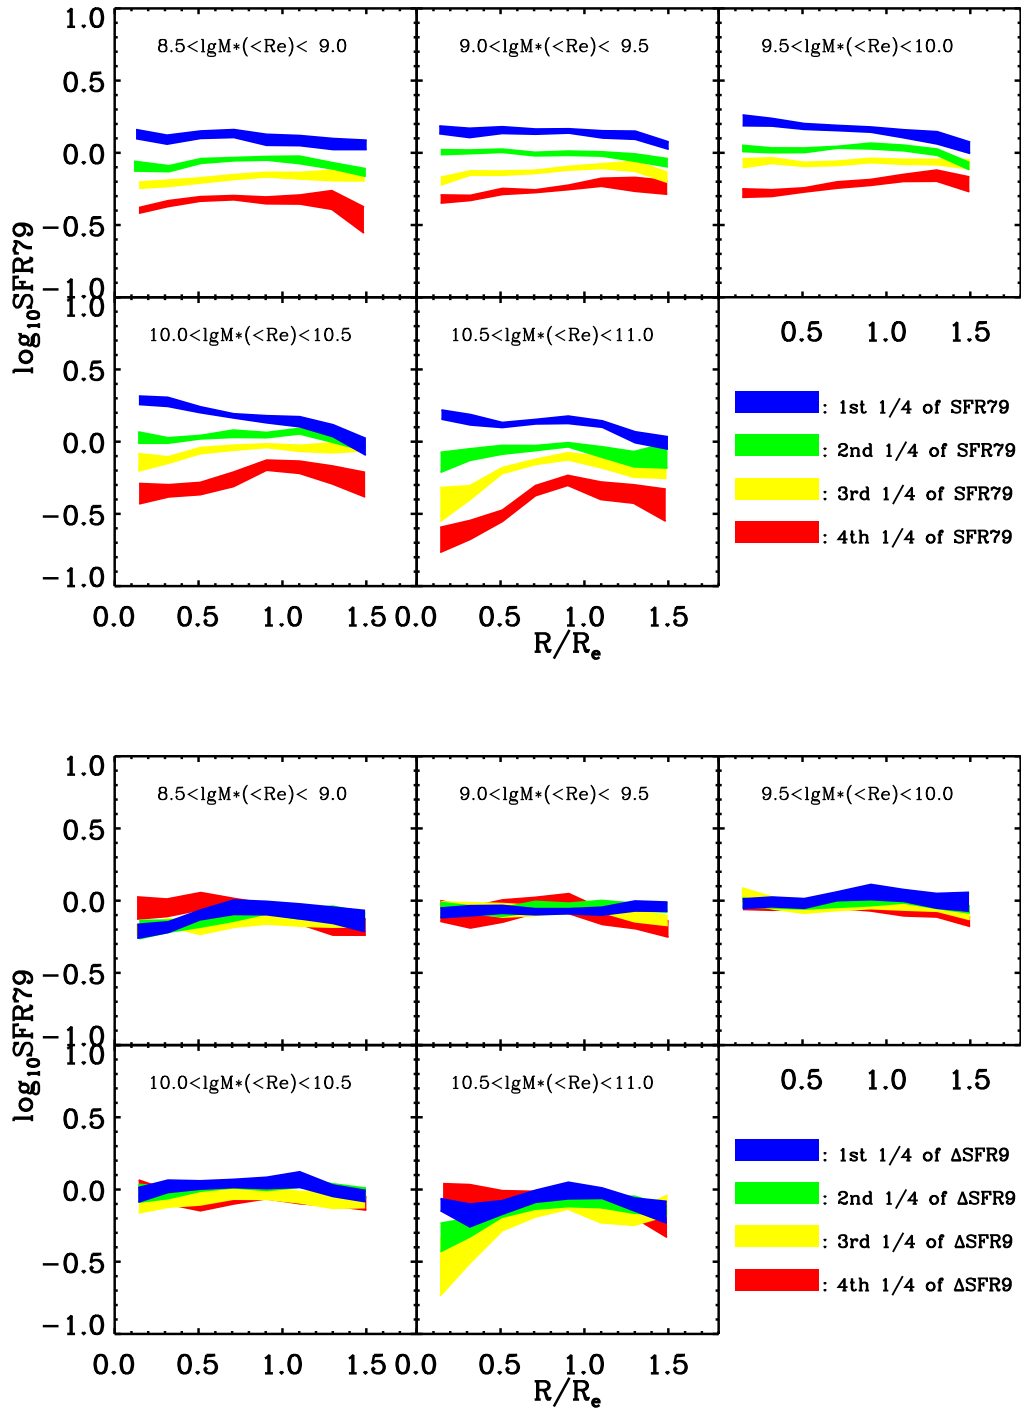 1.0
0.5
0.0
−0.5
−1.0
8.5<lgM*(<Re)< 9.0
9.0<lgM*(<Re)< 9.5
9.5<lgM*(<Re)<10.0
log₁₀SFR79
1.0
0.5
0.0
−0.5
−1.0
10.0<lgM*(<Re)<10.5
10.5<lgM*(<Re)<11.0
0.5 1.0 1.5
: 1st 1/4 of SFR79
: 2nd 1/4 of SFR79
: 3rd 1/4 of SFR79
: 4th 1/4 of SFR79
0.0 0.5 1.0 1.5 0.0 0.5 1.0 1.5
R/Rₑ
1.0
0.5
0.0
−0.5
−1.0
8.5<lgM*(<Re)< 9.0
9.0<lgM*(<Re)< 9.5
9.5<lgM*(<Re)<10.0
log₁₀SFR79
1.0
0.5
0.0
−0.5
−1.0
10.0<lgM*(<Re)<10.5
10.5<lgM*(<Re)<11.0
0.5 1.0 1.5
: 1st 1/4 of ΔSFR9
: 2nd 1/4 of ΔSFR9
: 3rd 1/4 of ΔSFR9
: 4th 1/4 of ΔSFR9
0.0 0.5 1.0 1.5 0.0 0.5 1.0 1.5
R/Rₑ